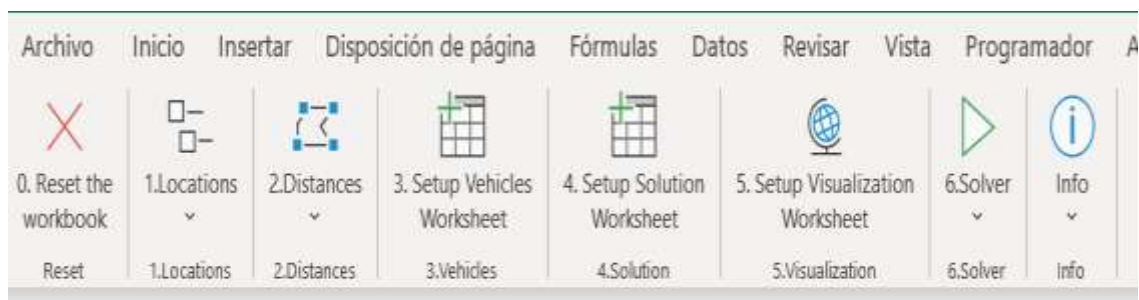 Archivo Inicio Insertar Disposición de página Fórmulas Datos Revisar Vista Programador A
0. Reset the 1.Locations 2.Distances 3. Setup Vehicles 4. Setup Solution 5. Setup Visualization 6.Solver Info
workbook Worksheet Worksheet Worksheet
Reset 1.Locations 2.Distances 3.Vehicles 4.Solution 5.Visualization 6.Solver Info